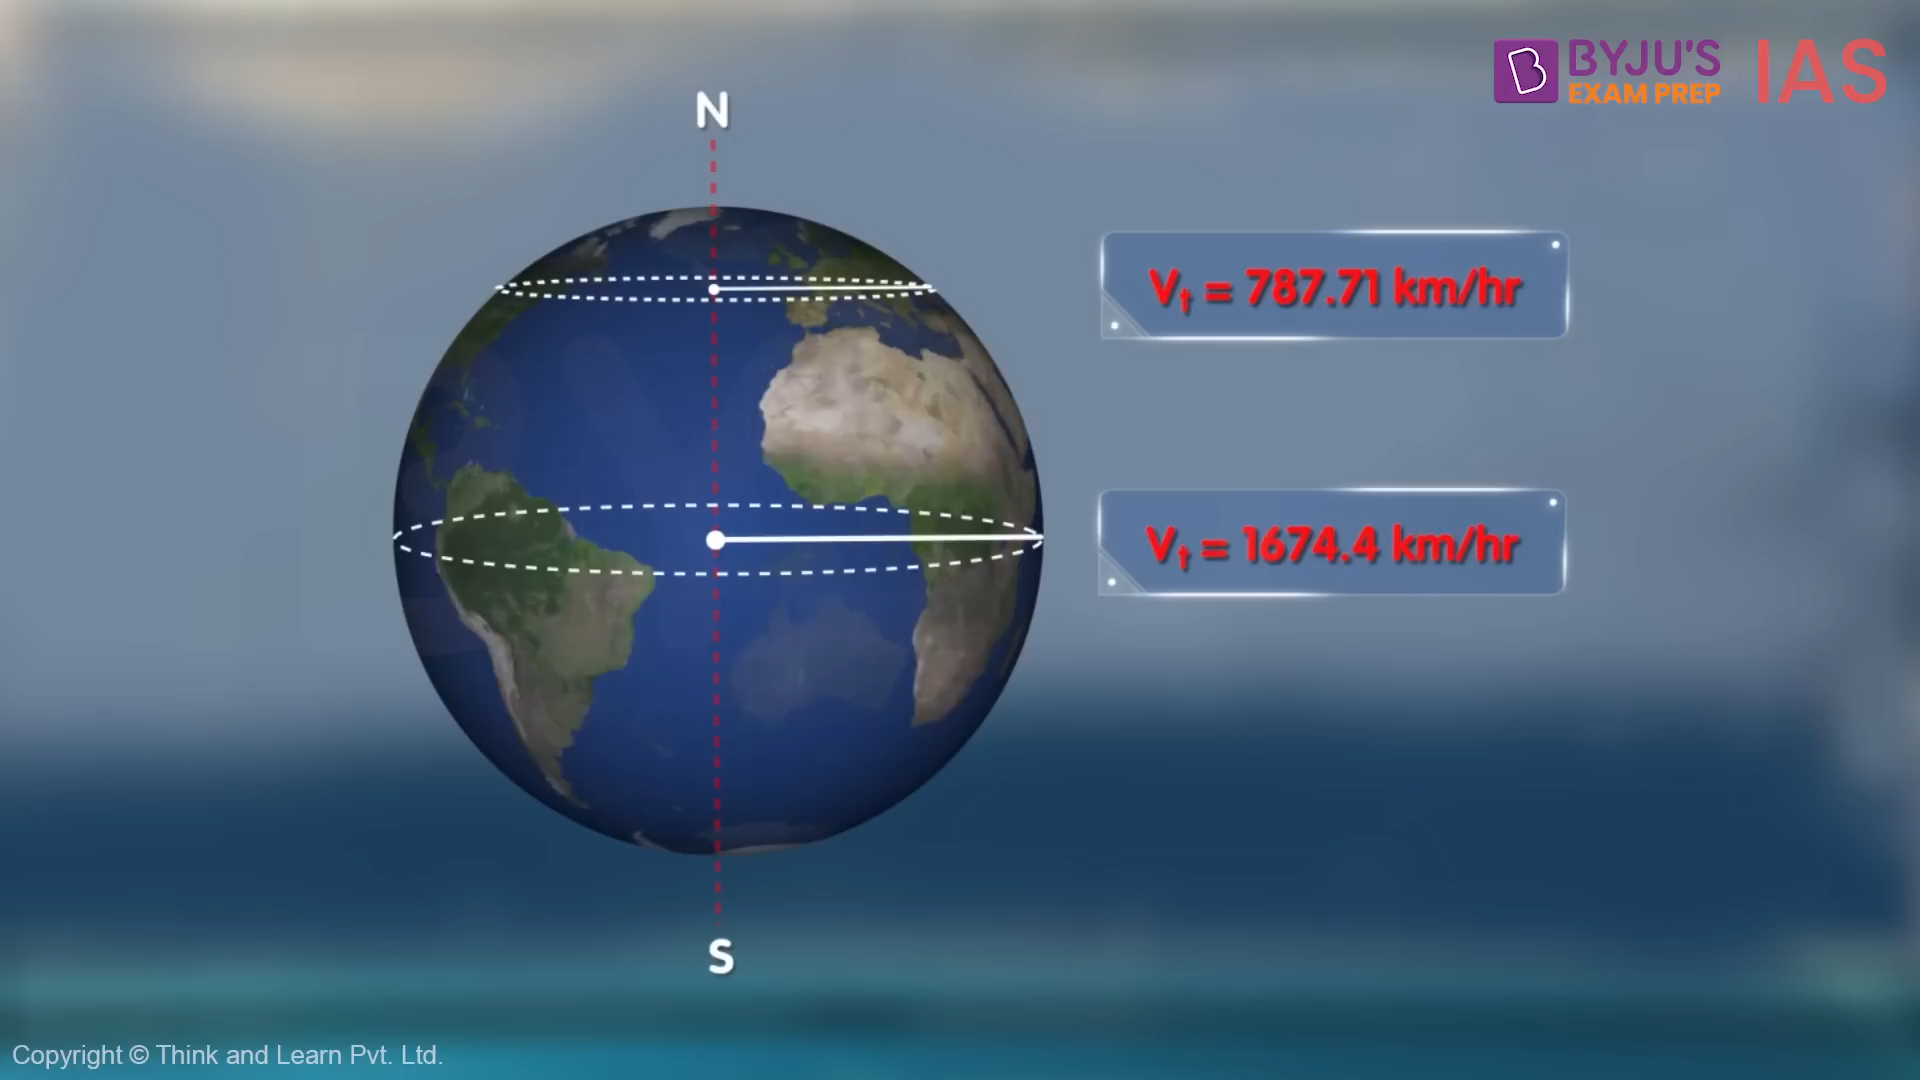 BYJU'S
EXAM PREP
IAS
N
Vt = 787.71 km/hr
Vt = 1674.4 km/hr
S
Copyright © Think and Learn Pvt. Ltd.